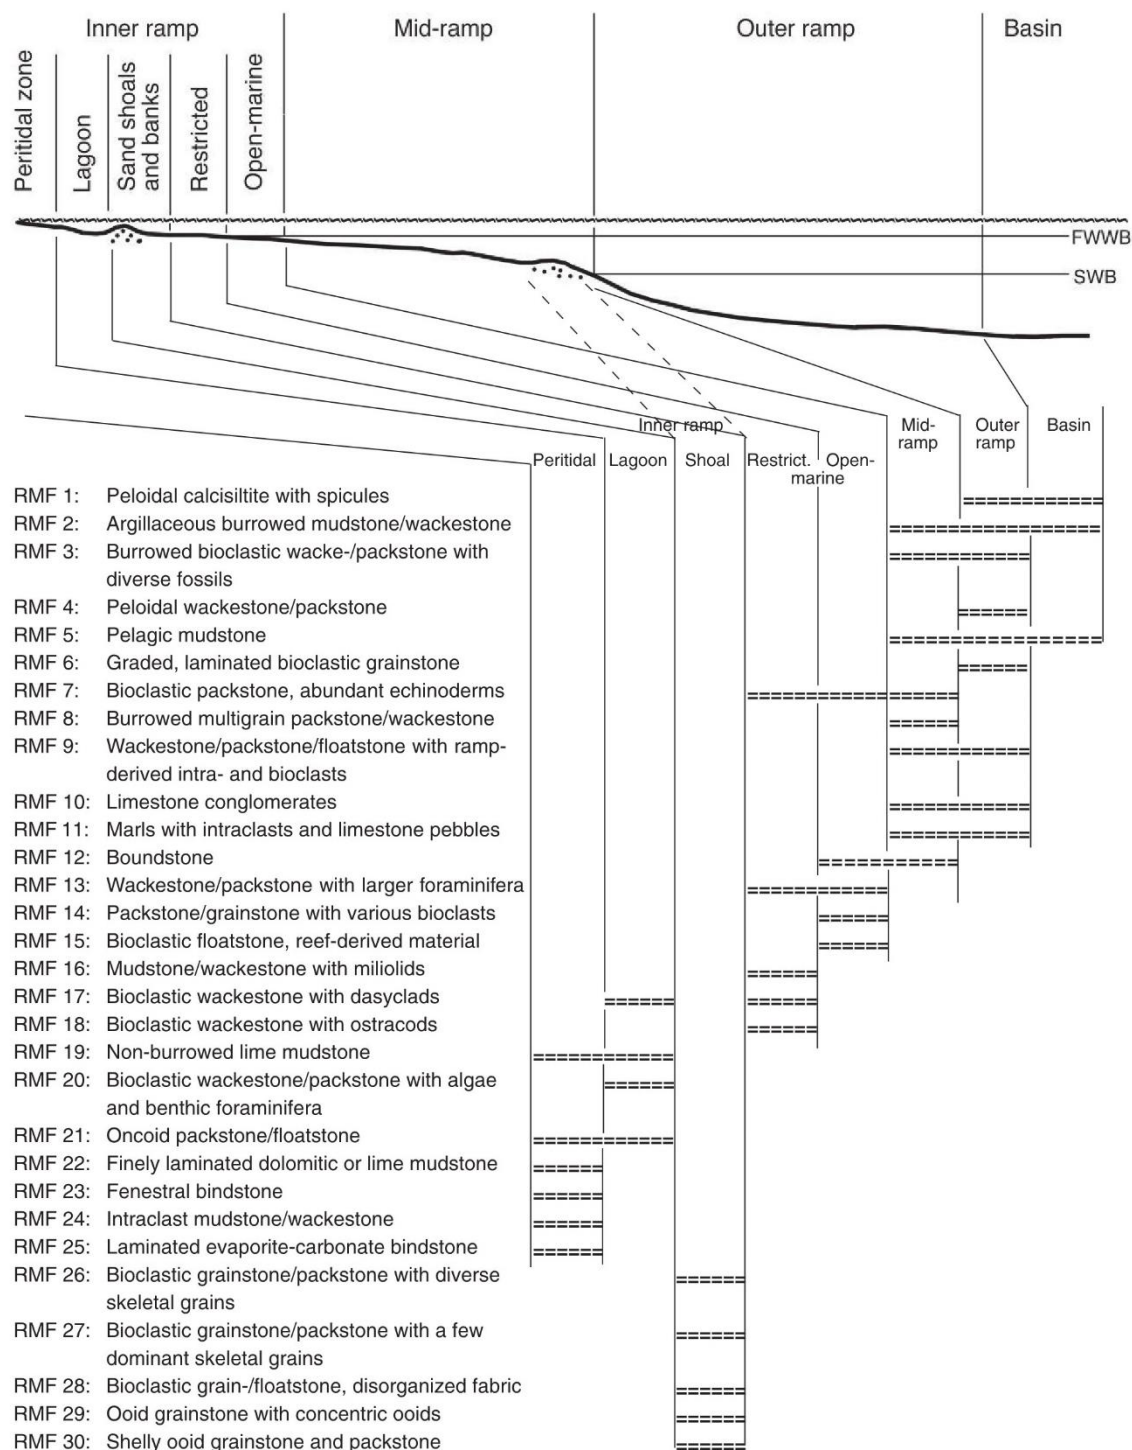 Inner ramp
Mid-ramp
Outer ramp
Basin
Peritidal zone
Lagoon
Sand shoals
and banks
Restricted
Open-marine
FWWB
SWB
Inner ramp
Mid-
ramp
Outer
ramp
Basin
Peritidal
Lagoon
Shoal
Restrict.
Open-
marine
RMF 1: Peloidal calcisiltite with spicules
RMF 2: Argillaceous burrowed mudstone/wackestone
RMF 3: Burrowed bioclastic wacke-/packstone with
diverse fossils
RMF 4: Peloidal wackestone/packstone
RMF 5: Pelagic mudstone
RMF 6: Graded, laminated bioclastic grainstone
RMF 7: Bioclastic packstone, abundant echinoderms
RMF 8: Burrowed multigrain packstone/wackestone
RMF 9: Wackestone/packstone/floatstone with ramp-
derived intra- and bioclasts
RMF 10: Limestone conglomerates
RMF 11: Marls with intraclasts and limestone pebbles
RMF 12: Boundstone
RMF 13: Wackestone/packstone with larger foraminifera
RMF 14: Packstone/grainstone with various bioclasts
RMF 15: Bioclastic floatstone, reef-derived material
RMF 16: Mudstone/wackestone with miliolids
RMF 17: Bioclastic wackestone with dasyclads
RMF 18: Bioclastic wackestone with ostracods
RMF 19: Non-burrowed lime mudstone
RMF 20: Bioclastic wackestone/packstone with algae
and benthic foraminifera
RMF 21: Oncoid packstone/floatstone
RMF 22: Finely laminated dolomitic or lime mudstone
RMF 23: Fenestral bindstone
RMF 24: Intraclast mudstone/wackestone
RMF 25: Laminated evaporite-carbonate bindstone
RMF 26: Bioclastic grainstone/packstone with diverse
skeletal grains
RMF 27: Bioclastic grainstone/packstone with a few
dominant skeletal grains
RMF 28: Bioclastic grain-/floatstone, disorganized fabric
RMF 29: Ooid grainstone with concentric ooids
RMF 30: Shelly ooid grainstone and packstone